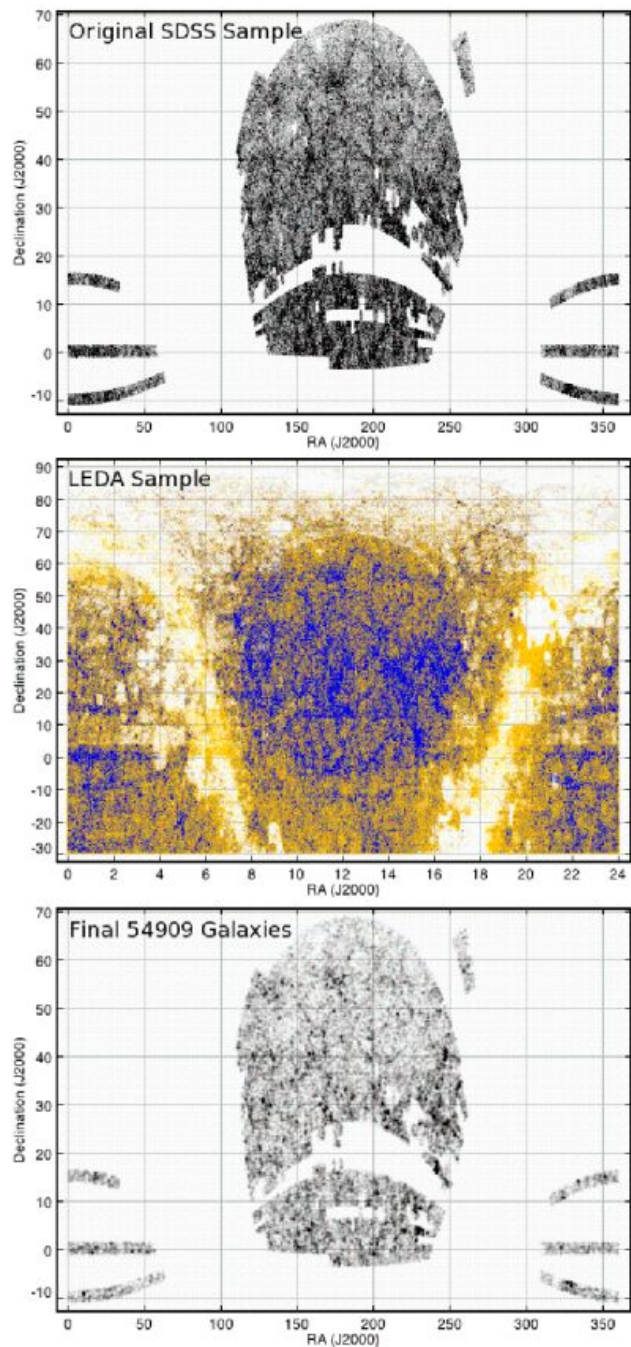 Original SDSS Sample
70
60
50
40
30
20
10
0
-10
Declination (J2000)
0 50 100 150 200 250 300 350
RA (J2000)
LEDA Sample
90
80
70
60
50
40
30
20
10
0
-10
-20
-30
Declination (J2000)
0 2 4 6 8 10 12 14 16 18 20 22 24
RA (J2000)
Final 54909 Galaxies
70
60
50
40
30
20
10
0
-10
Declination (J2000)
0 50 100 150 200 250 300 350
RA (J2000)